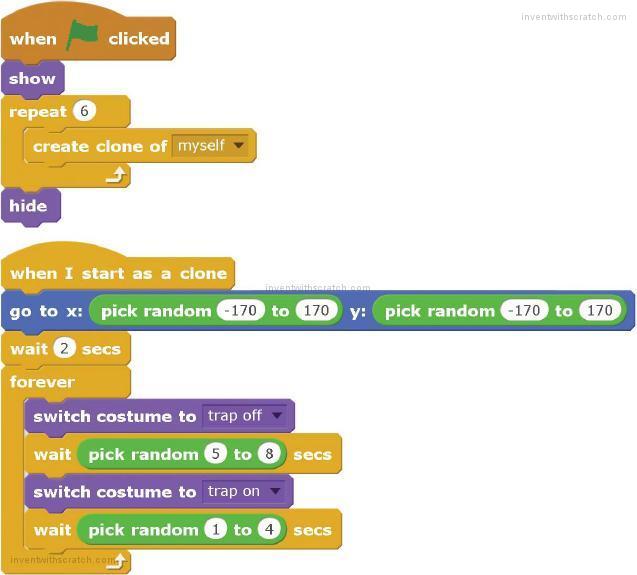 inventwithscratch.com
when clicked
show
repeat 6
create clone of myself
hide
when I start as a clone
inventwithscratch.com
go to x: pick random -170 to 170 y: pick random -170 to 170
wait 2 secs
forever
switch costume to trap off
wait pick random 5 to 8 secs
switch costume to trap on
wait pick random 1 to 4 secs
inventwithscratch.com